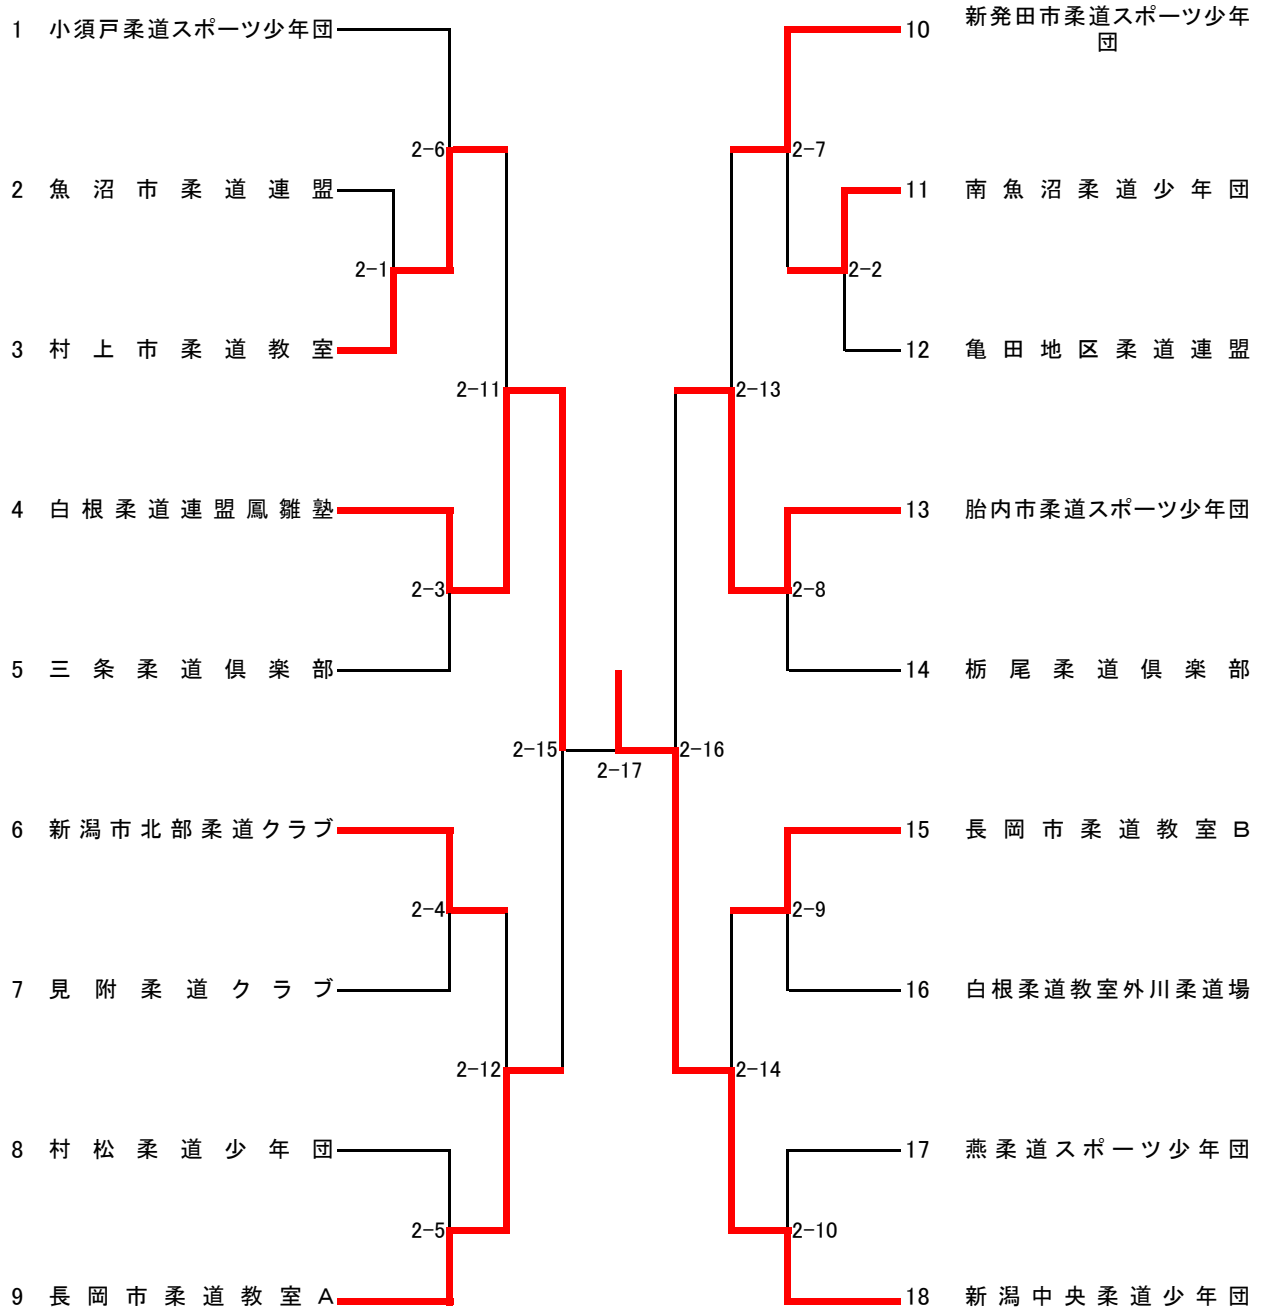 1 小須戸柔道スポーツ少年団
2-6
2 魚沼市柔道連盟
2-1
3 村上市柔道教室
2-11
4 白根柔道連盟鳳雛塾
2-3
5 三条柔道倶楽部
2-15
2-17
6 新潟市北部柔道クラブ
2-4
7 見附柔道クラブ
2-12
8 村松柔道少年団
2-5
9 長岡市柔道教室A
10 新発田市柔道スポーツ少年
団
2-7
11 南魚沼柔道少年団
2-2
12 亀田地区柔道連盟
2-13
13 胎内市柔道スポーツ少年団
2-8
14 栃尾柔道倶楽部
2-16
15 長岡市柔道教室B
2-9
16 白根柔道教室外川柔道場
2-14
17 燕柔道スポーツ少年団
2-10
18 新潟中央柔道少年団